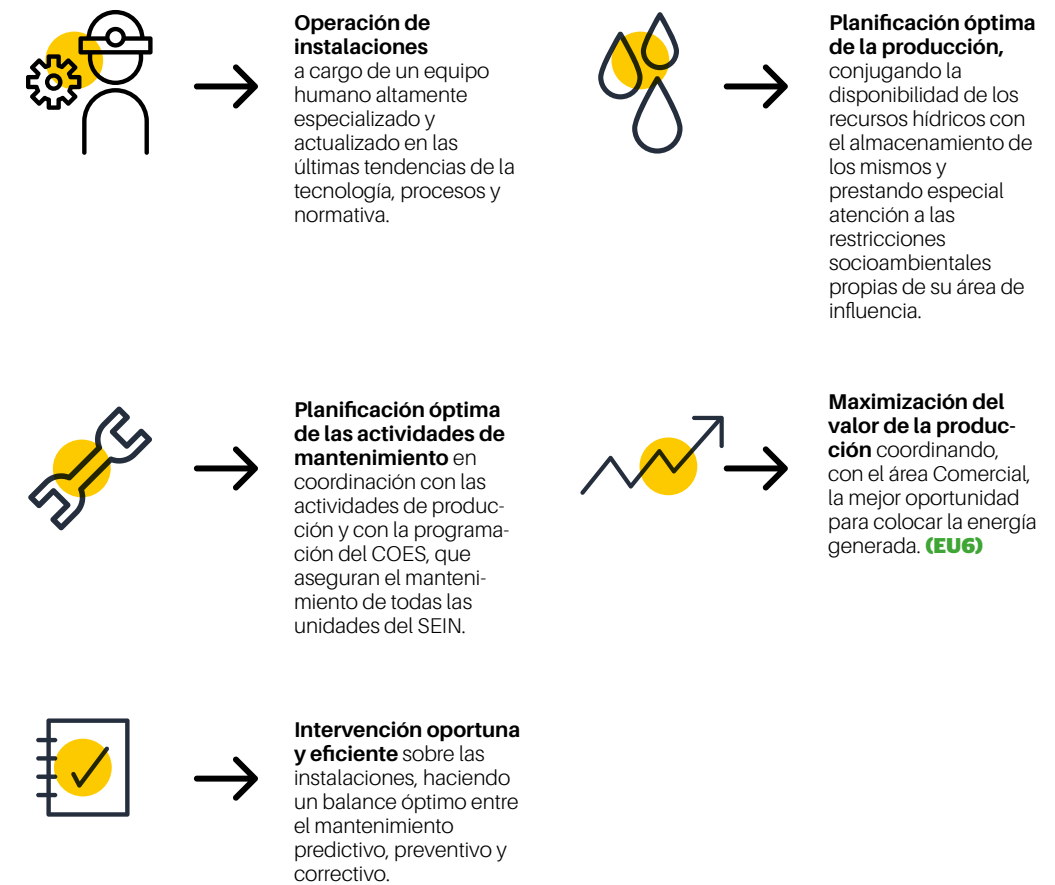 Operación de
instalaciones
a cargo de un equipo
humano altamente
especializado y
actualizado en las
últimas tendencias de la
tecnología, procesos y
normativa.
Planificación óptima
de la producción,
conjugando la
disponibilidad de los
recursos hídricos con
el almacenamiento de
los mismos y
prestando especial
atención a las
restricciones
socioambientales
propias de su área de
influencia.
Planificación óptima
de las actividades de
mantenimiento en
coordinación con las
actividades de produc-
ción y con la programa-
ción del COES, que
aseguran el manteni-
miento de todas las
unidades del SEIN.
Maximización del
valor de la produc-
ción coordinando,
con el área Comercial,
la mejor oportunidad
para colocar la energía
generada. (EU6)
Intervención oportuna
y eficiente sobre las
instalaciones, haciendo
un balance óptimo entre
el mantenimiento
predictivo, preventivo y
correctivo.